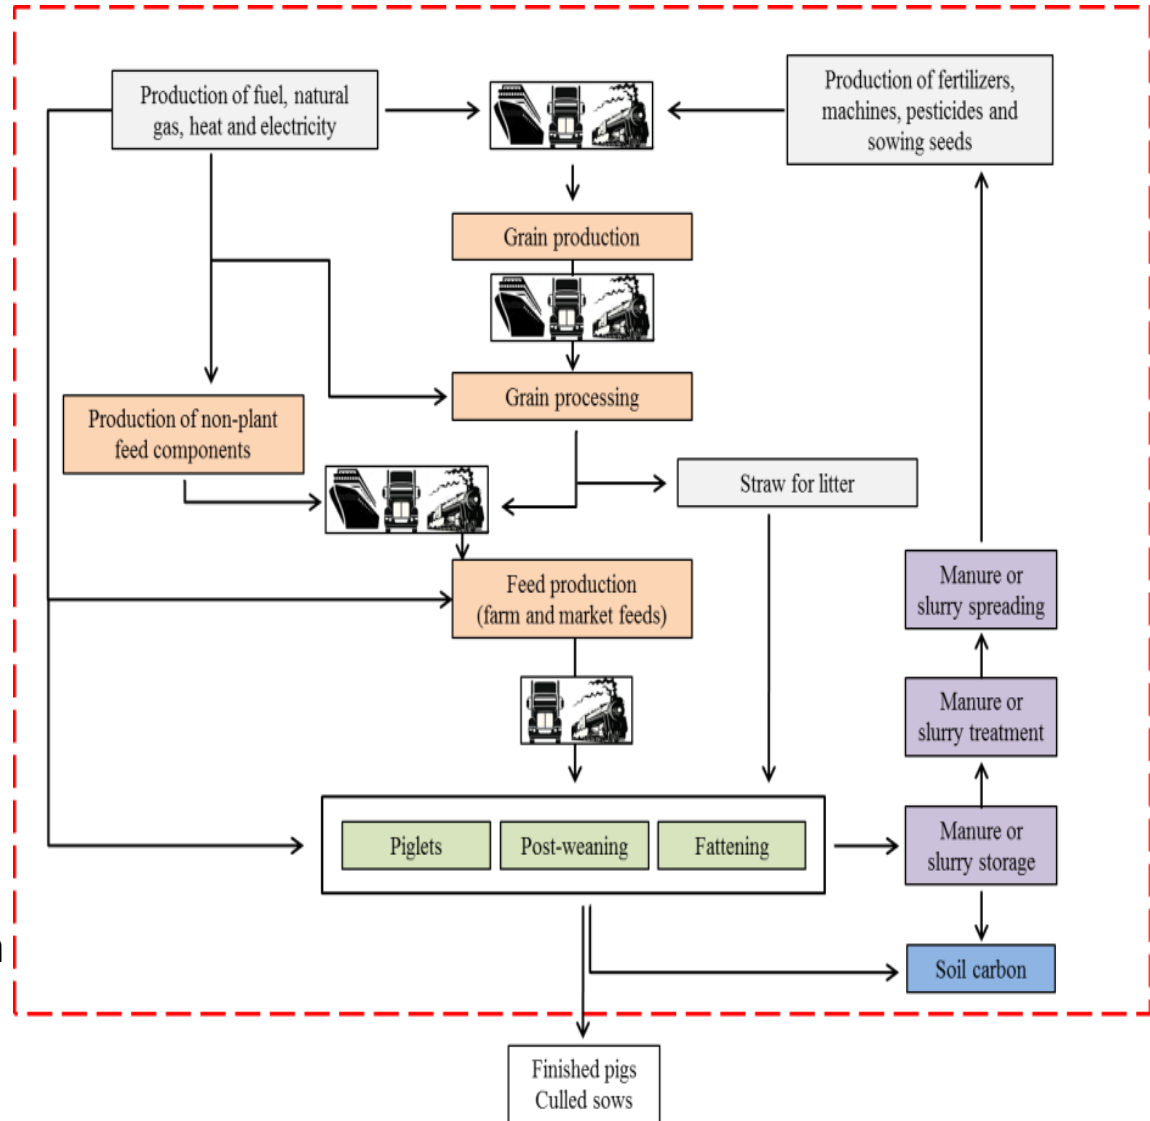 Production of fuel, natural
gas, heat and electricity
Production of fertilizers,
machines, pesticides and
sowing seeds
Grain production
Grain processing
Production of non-plant
feed components
Straw for litter
Feed production
(farm and market feeds)
Manure or
slurry spreading
Manure or
slurry treatment
Piglets
Post-weaning
Fattening
Manure or
slurry storage
Soil carbon
Finished pigs
Culled sows